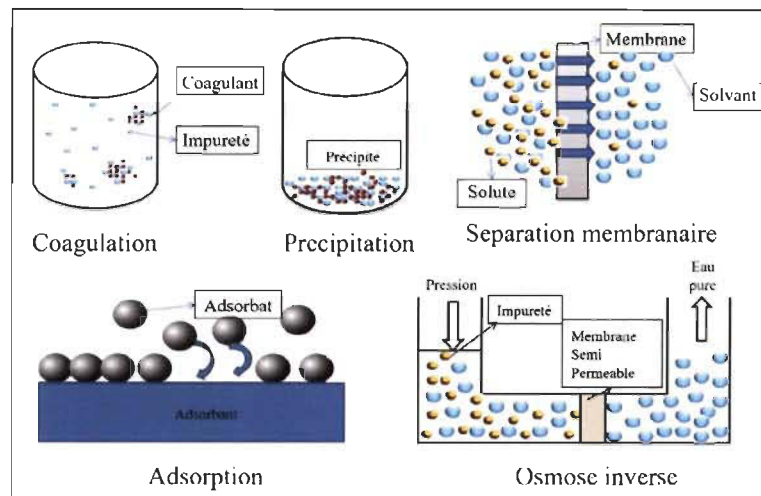 Coagulant
Impureté
Coagulation
Precipite
Precipitation
Membrane
Solvant
Solute
Separation membranaire
Adsorbat
Adsorbant
Adsorption
Pression
Impureté
Membrane
Semi
Permeable
Eau
pure
Osmose inverse